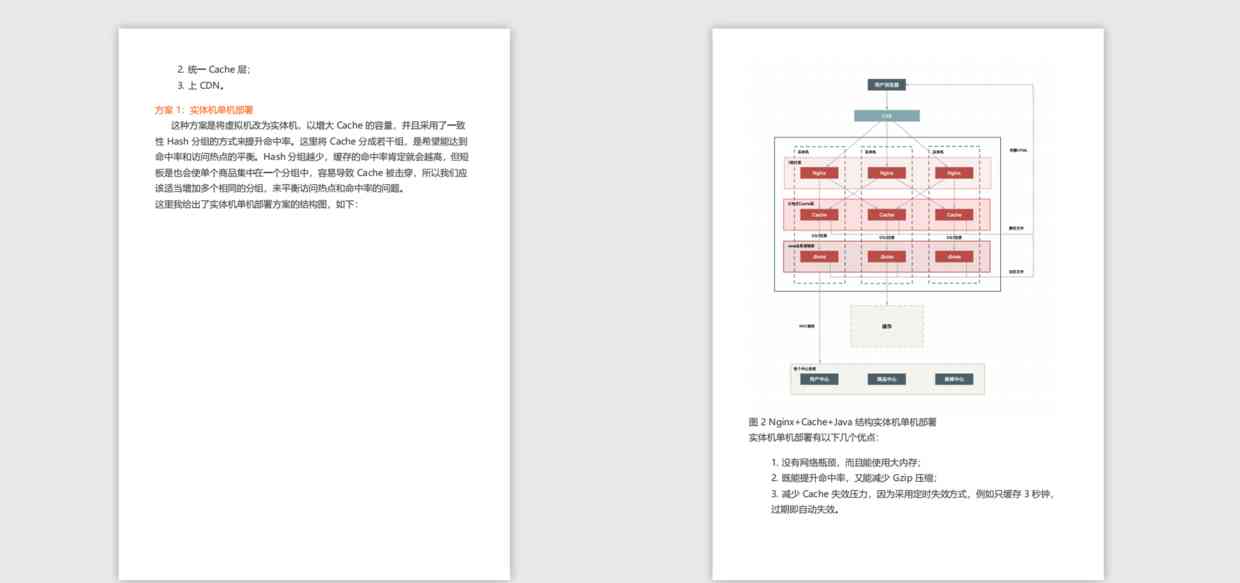 2. 统一 Cache 层；
3. 上 CDN。
方案 1：实体机单机部署
这种方案是将虚拟机改为实体机，以增大 Cache 的容量，并且采用了一致
性 Hash 分组的方式来提升命中率。这里将 Cache 分成若干组，是希望能达到
命中率和访问热点的平衡。Hash 分组越少，缓存的命中率肯定就会越高，但短
板是也会使单个商品集中在一个分组中，容易导致 Cache 被击穿，所以我们应
该适当增加多个相同的分组，来平衡访问热点和命中率的问题。
这里我给出了实体机单机部署方案的结构图，如下：
用户浏览器
实体机
实体机
实体机
Nginx
Nginx
Nginx
Cache
Cache
Cache
缓存
各个中心系统
用户中心
商品中心
图 2 Nginx+Cache+Java 结构实体机单机部署
实体机单机部署有以下几个优点：
1. 没有网络瓶颈，而且能使用大内存；
2. 既能提升命中率，又能减少 Gzip 压缩；
3. 减少 Cache 失效压力，因为采用定时失效方式，例如只缓存 3 秒钟，
过期即自动失效。